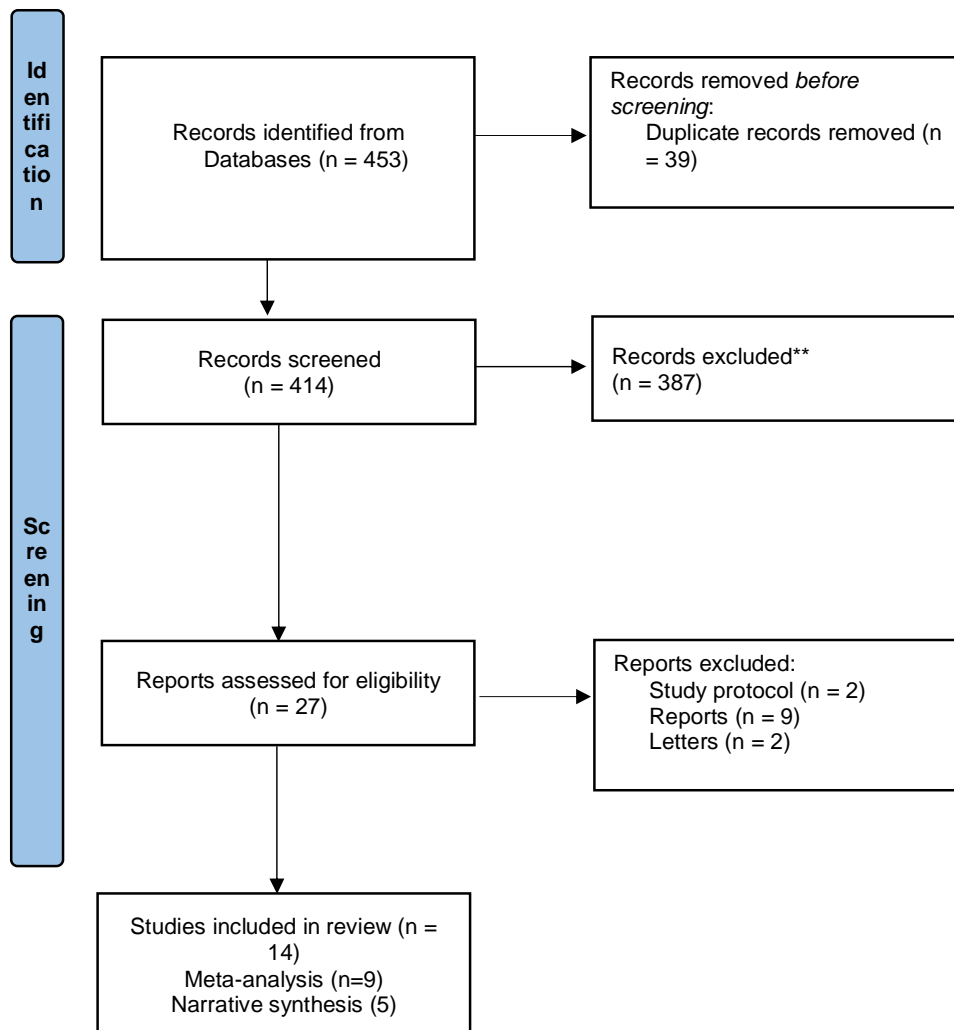 Id
en
tifi
ca
tio
n
Records identified from
Databases (n = 453)
Records removed before
screening:
Duplicate records removed (n
= 39)
Sc
re
en
in
g
Records screened
(n = 414)
Records excluded**
(n = 387)
Reports assessed for eligibility
(n = 27)
Reports excluded:
Study protocol (n = 2)
Reports (n = 9)
Letters (n = 2)
Studies included in review (n =
14)
Meta-analysis (n=9)
Narrative synthesis (5)